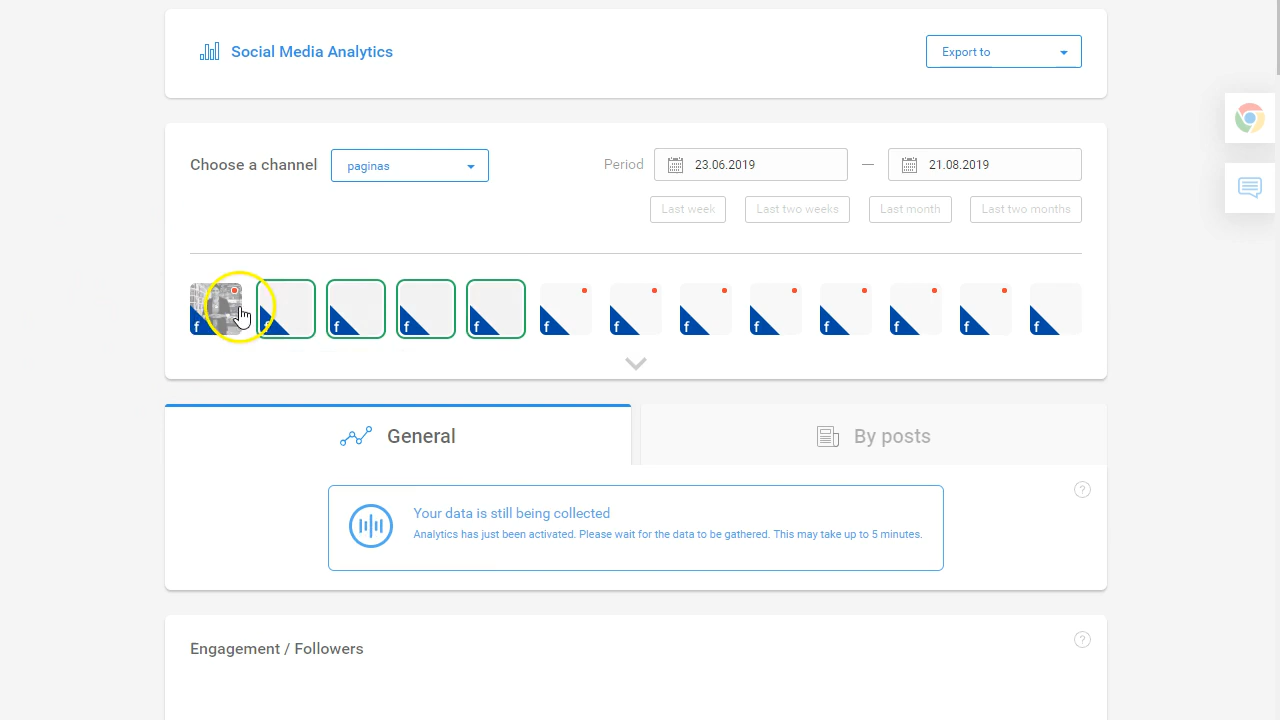 Social Media Analytics
Export to
Choose a channel
paginas
Period
23.06.2019
—
21.08.2019
Last week
Last two weeks
Last month
Last two months
f f f f f f f f f f f f f
General
By posts
?
Your data is still being collected
Analytics has just been activated. Please wait for the data to be gathered. This may take up to 5 minutes.
Engagement / Followers
?